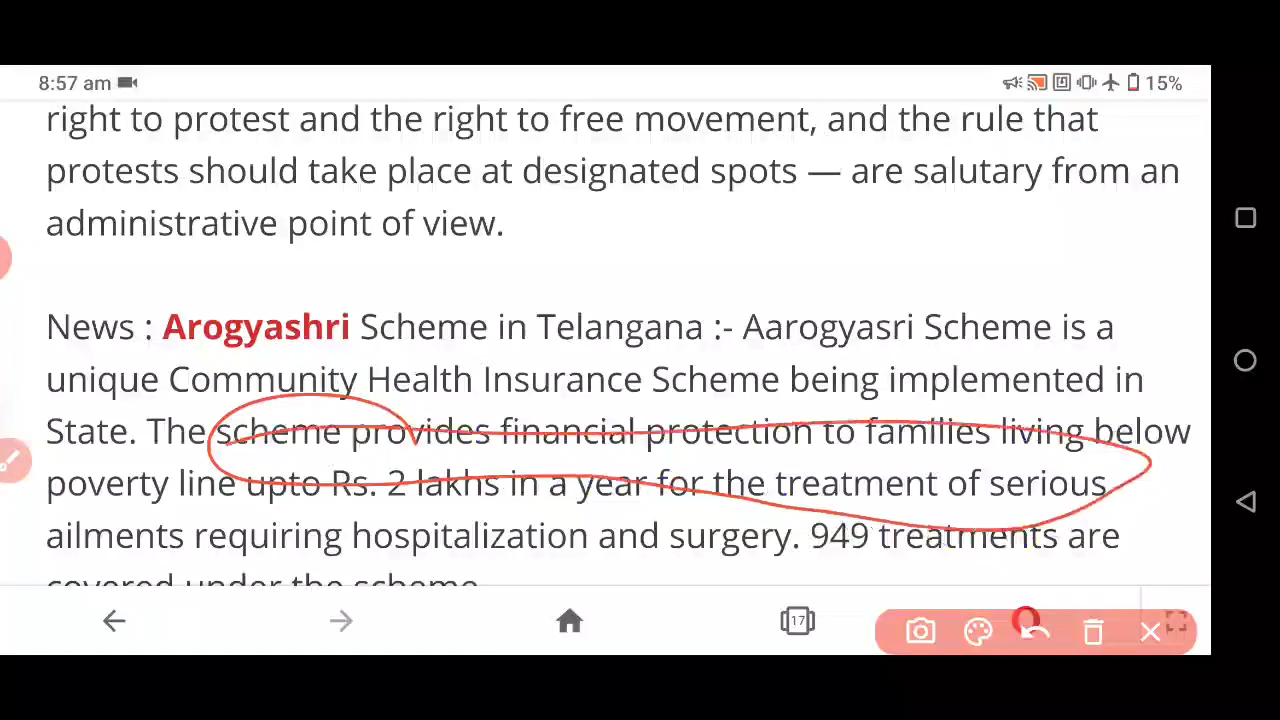 8:57 am
15%
right to protest and the right to free movement, and the rule that
protests should take place at designated spots — are salutary from an
administrative point of view.
News : Arogyashri Scheme in Telangana :- Aarogyasri Scheme is a
unique Community Health Insurance Scheme being implemented in
State. The scheme provides financial protection to families living below
poverty line upto Rs. 2 lakhs in a year for the treatment of serious
ailments requiring hospitalization and surgery. 949 treatments are
covered under the scheme.
17